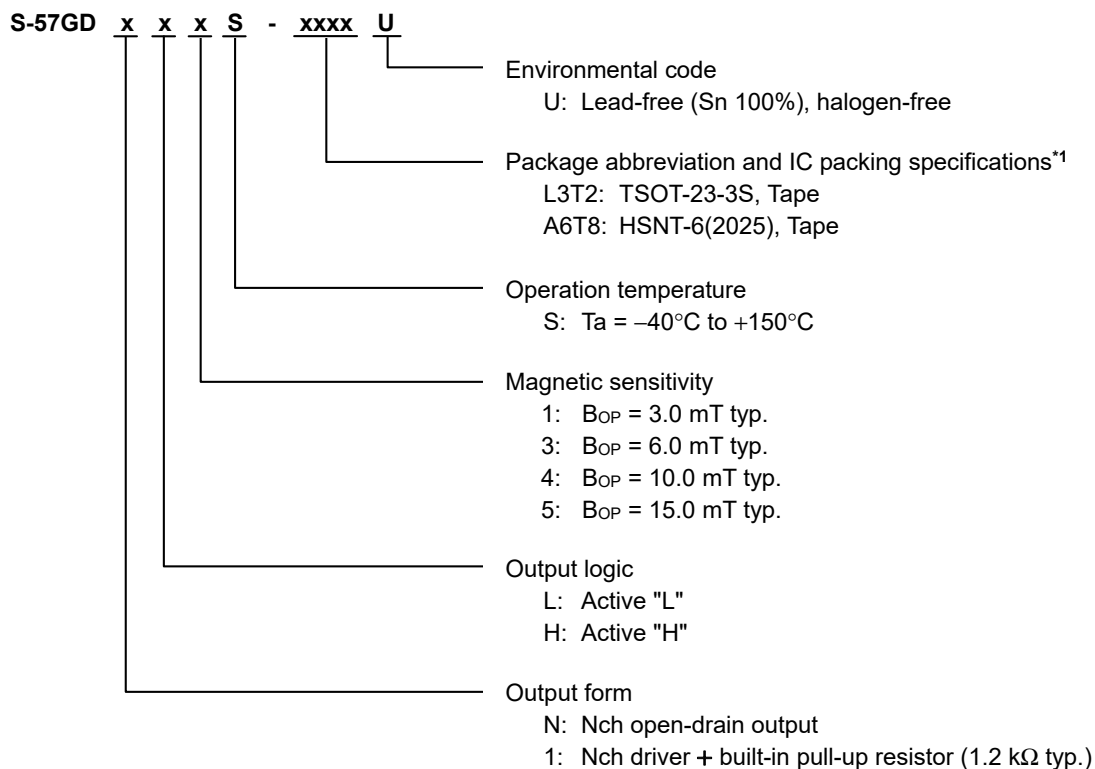 S-57GD x x x S - xxxx U
Environmental code
U: Lead-free (Sn 100%), halogen-free
Package abbreviation and IC packing specifications*1
L3T2: TSOT-23-3S, Tape
A6T8: HSNT-6(2025), Tape
Operation temperature
S: Ta = −40°C to +150°C
Magnetic sensitivity
1: BOP = 3.0 mT typ.
3: BOP = 6.0 mT typ.
4: BOP = 10.0 mT typ.
5: BOP = 15.0 mT typ.
Output logic
L: Active "L"
H: Active "H"
Output form
N: Nch open-drain output
1: Nch driver + built-in pull-up resistor (1.2 kΩ typ.)